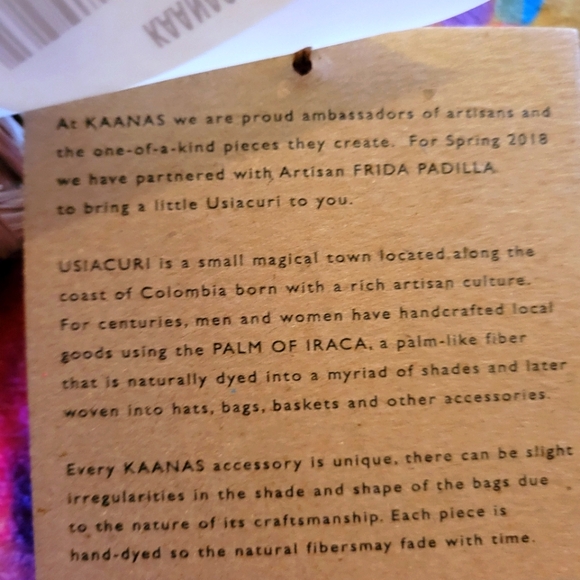 KAANAS
At KAANAS we are proud ambassadors of artisans and
the one-of-a-kind pieces they create. For Spring 2018
we have partnered with Artisan FRIDA PADILLA
to bring a little Usiacuri to you.
USIACURI is a small magical town located along the
coast of Colombia born with a rich artisan culture.
For centuries, men and women have handcrafted local
goods using the PALM OF IRACA, a palm-like fiber
that is naturally dyed into a myriad of shades and later
woven into hats, bags, baskets and other accessories.
Every KAANAS accessory is unique, there can be slight
irregularities in the shade and shape of the bags due
to the nature of its craftsmanship. Each piece is
hand-dyed so the natural fibersmay fade with time.